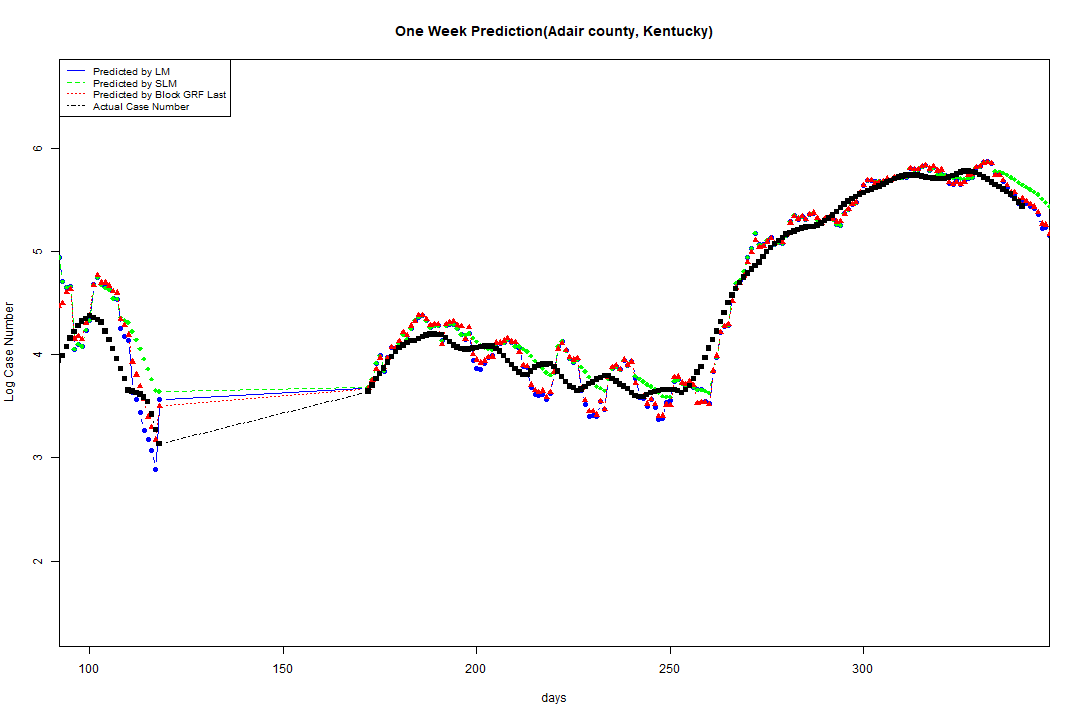 One Week Prediction(Adair county, Kentucky)
Predicted by LM
Predicted by SLM
Predicted by Block GRF Last
Actual Case Number
6
5
4
3
2
Log Case Number
100
150
200
250
300
days